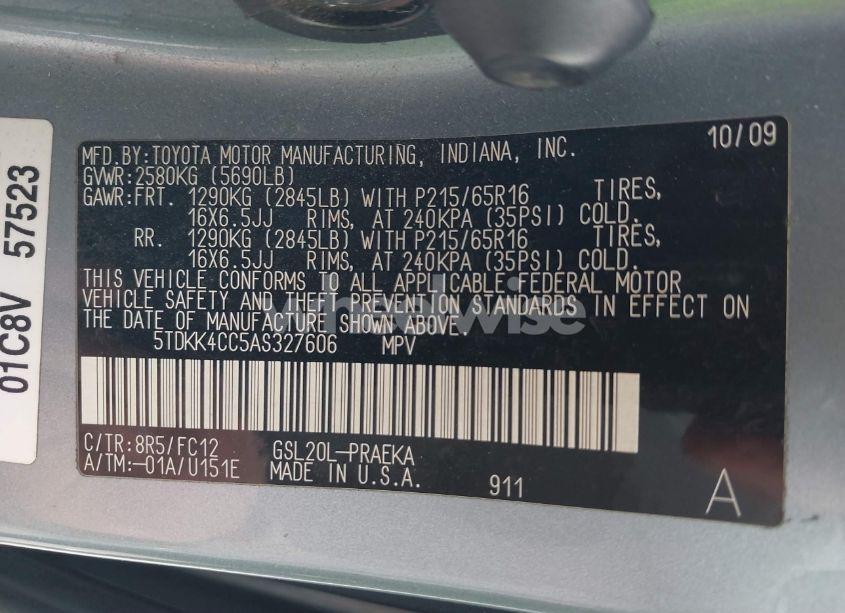 10/09
MFD.BY:TOYOTA MOTOR MANUFACTURING, INDIANA, INC.
GVWR:2580KG (5690LB)
GAWR:FRT. 1290KG (2845LB) WITH P215/65R16 TIRES,
16X6.5JJ RIMS, AT 240KPA (35PSI) COLD.
RR. 1290KG (2845LB) WITH P215/65R16 TIRES,
16X6.5JJ RIMS, AT 240KPA (35PSI) COLD.
THIS VEHICLE CONFORMS TO ALL APPLICABLE FEDERAL MOTOR
VEHICLE SAFETY AND THEFT PREVENTION STANDARDS IN EFFECT ON
THE DATE OF MANUFACTURE SHOWN ABOVE.
5TDKK4CC5AS327606 MPV
C/TR:8R5/FC12 GSL20L-PRAEKA
A/TM:-01A/U151E MADE IN U.S.A.
911 A
01C8V 57523
wheelwise